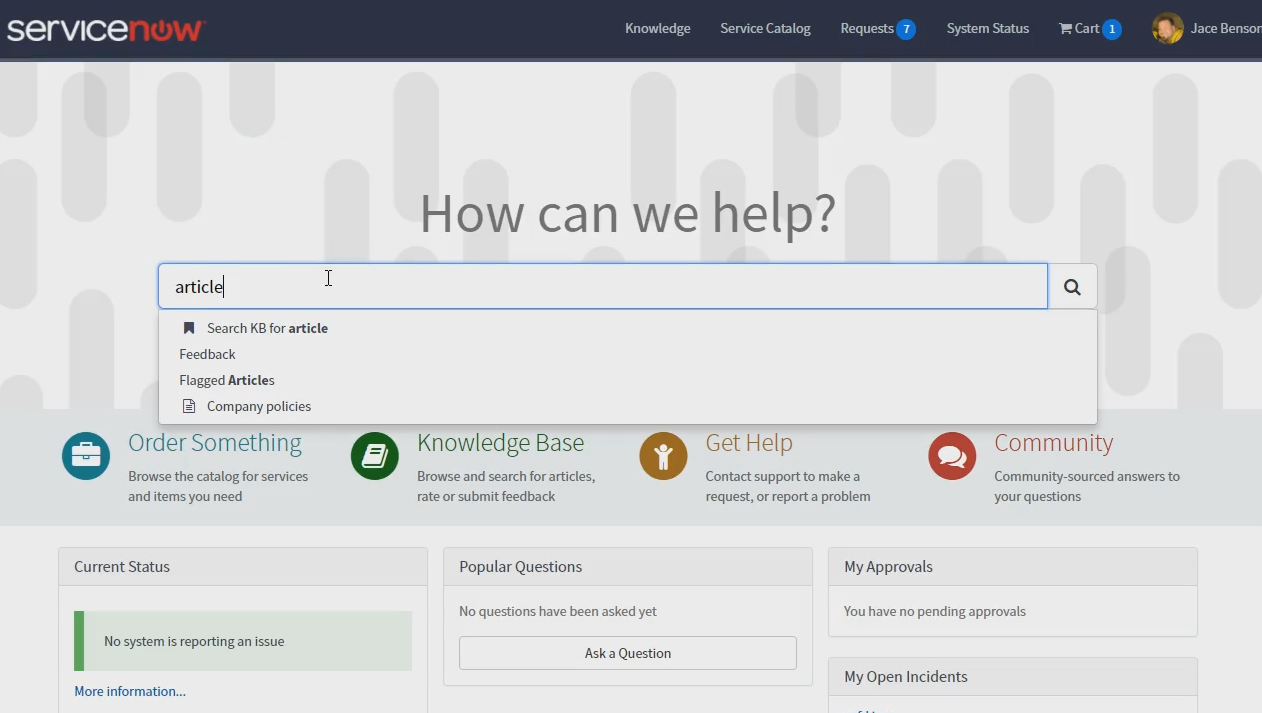 servicenow
Knowledge
Service Catalog
Requests 7
System Status
Cart 1
Jace Benson
How can we help?
article
Search KB for article
Feedback
Flagged Articles
Company policies
Order Something
Browse the catalog for services
and items you need
Knowledge Base
Browse and search for articles,
rate or submit feedback
Get Help
Contact support to make a
request, or report a problem
Community
Community-sourced answers to
your questions
Current Status
No system is reporting an issue
More information...
Popular Questions
No questions have been asked yet
Ask a Question
My Approvals
You have no pending approvals
My Open Incidents